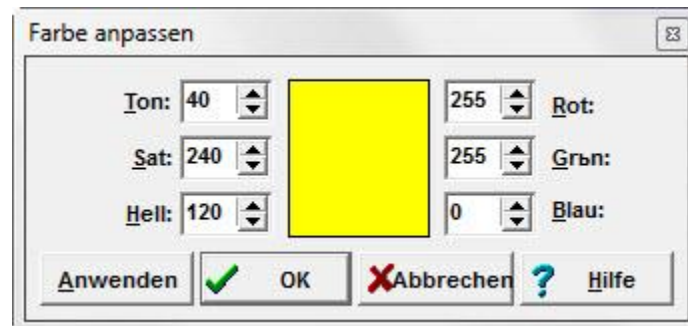 Farbe anpassen
Ton: 40 255 Rot:
Sat: 240 255 Grьn:
Hell: 120 0 Blau:
Anwenden OK Abbrechen ? Hilfe